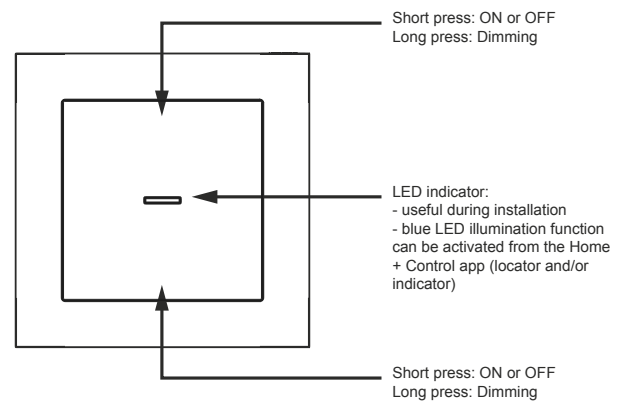 Short press: ON or OFF
Long press: Dimming
LED indicator:
- useful during installation
- blue LED illumination function
can be activated from the Home
+ Control app (locator and/or
indicator)
Short press: ON or OFF
Long press: Dimming